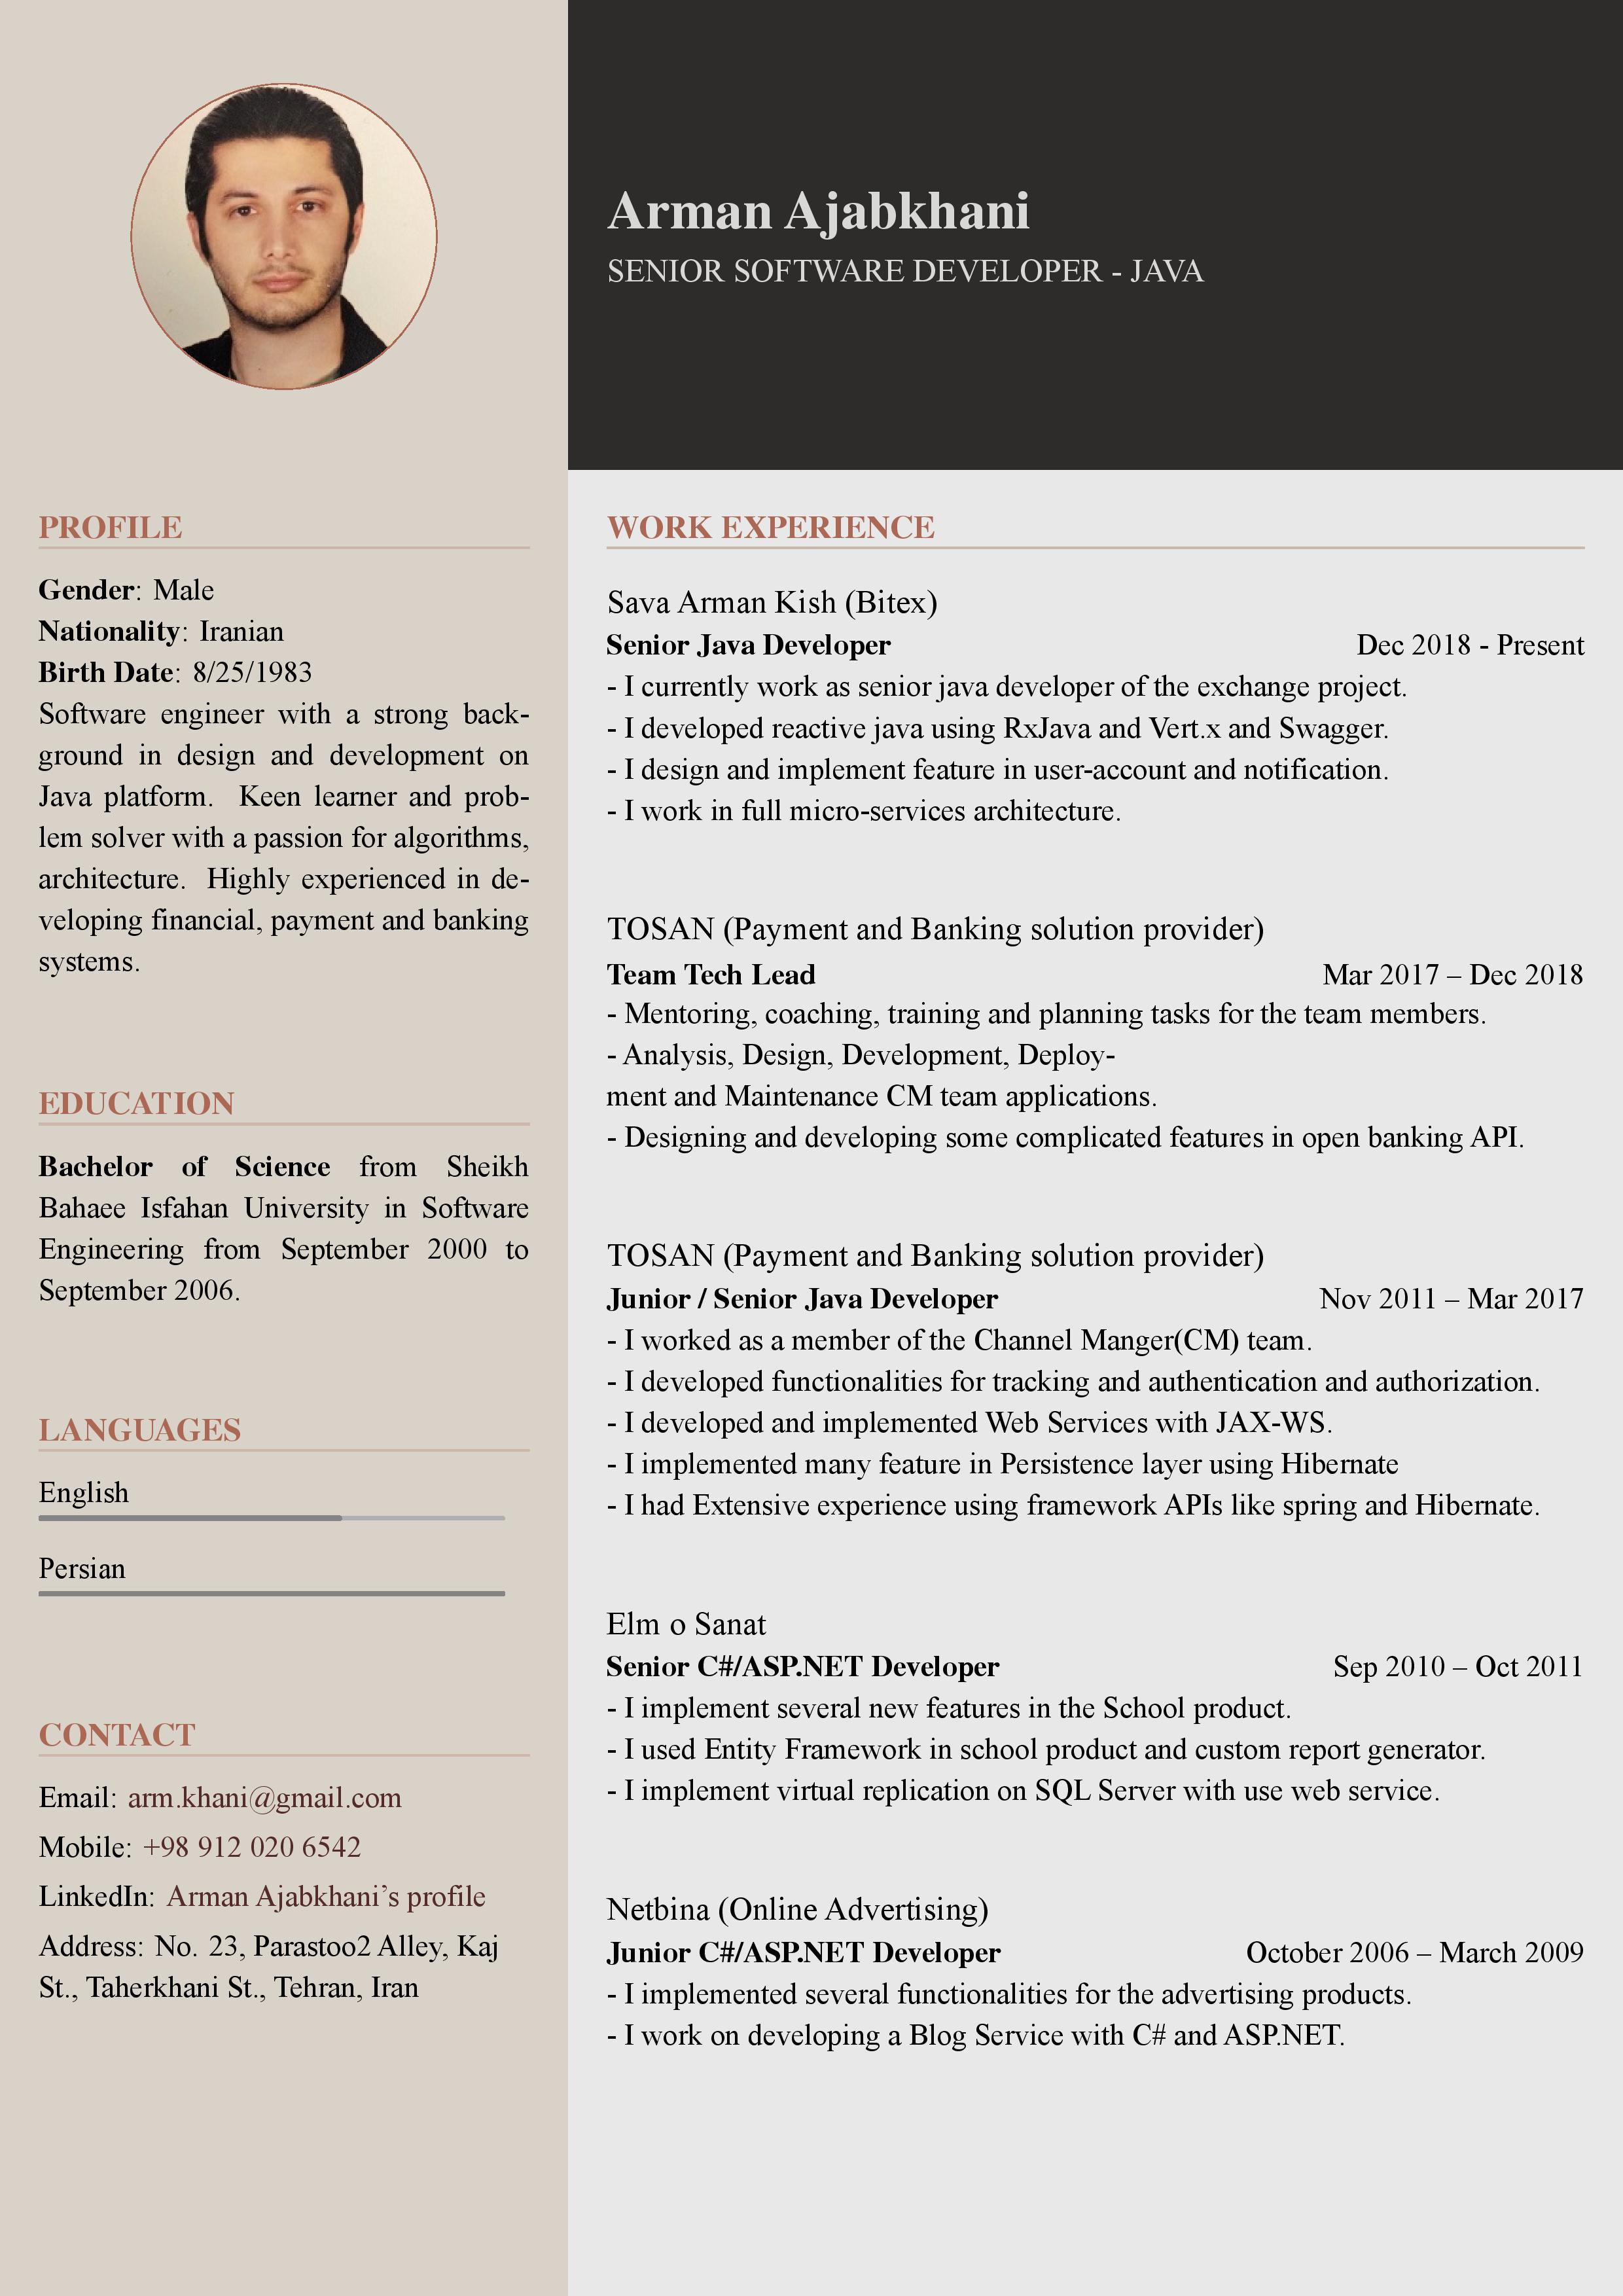 Arman Ajabkhani
SENIOR SOFTWARE DEVELOPER - JAVA
PROFILE
Gender: Male
Nationality: Iranian
Birth Date: 8/25/1983
Software engineer with a strong back-
ground in design and development on
Java platform. Keen learner and prob-
lem solver with a passion for algorithms,
architecture. Highly experienced in de-
veloping financial, payment and banking
systems.
EDUCATION
Bachelor of Science from Sheikh
Bahaee Isfahan University in Software
Engineering from September 2000 to
September 2006.
LANGUAGES
English
Persian
CONTACT
Email: arm.khani@gmail.com
Mobile: +98 912 020 6542
LinkedIn: Arman Ajabkhani's profile
Address: No. 23, Parastoo2 Alley, Kaj
St., Taherkhani St., Tehran, Iran
WORK EXPERIENCE
Sava Arman Kish (Bitex)
Senior Java Developer Dec 2018 - Present
- I currently work as senior java developer of the exchange project.
- I developed reactive java using RxJava and Vert.x and Swagger.
- I design and implement feature in user-account and notification.
- I work in full micro-services architecture.
TOSAN (Payment and Banking solution provider)
Team Tech Lead Mar 2017 – Dec 2018
- Mentoring, coaching, training and planning tasks for the team members.
- Analysis, Design, Development, Deploy-
ment and Maintenance CM team applications.
- Designing and developing some complicated features in open banking API.
TOSAN (Payment and Banking solution provider)
Junior / Senior Java Developer Nov 2011 – Mar 2017
- I worked as a member of the Channel Manger(CM) team.
- I developed functionalities for tracking and authentication and authorization.
- I developed and implemented Web Services with JAX-WS.
- I implemented many feature in Persistence layer using Hibernate
- I had Extensive experience using framework APIs like spring and Hibernate.
Elm o Sanat
Senior C#/ASP.NET Developer Sep 2010 – Oct 2011
- I implement several new features in the School product.
- I used Entity Framework in school product and custom report generator.
- I implement virtual replication on SQL Server with use web service.
Netbina (Online Advertising)
Junior C#/ASP.NET Developer October 2006 – March 2009
- I implemented several functionalities for the advertising products.
- I work on developing a Blog Service with C# and ASP.NET.